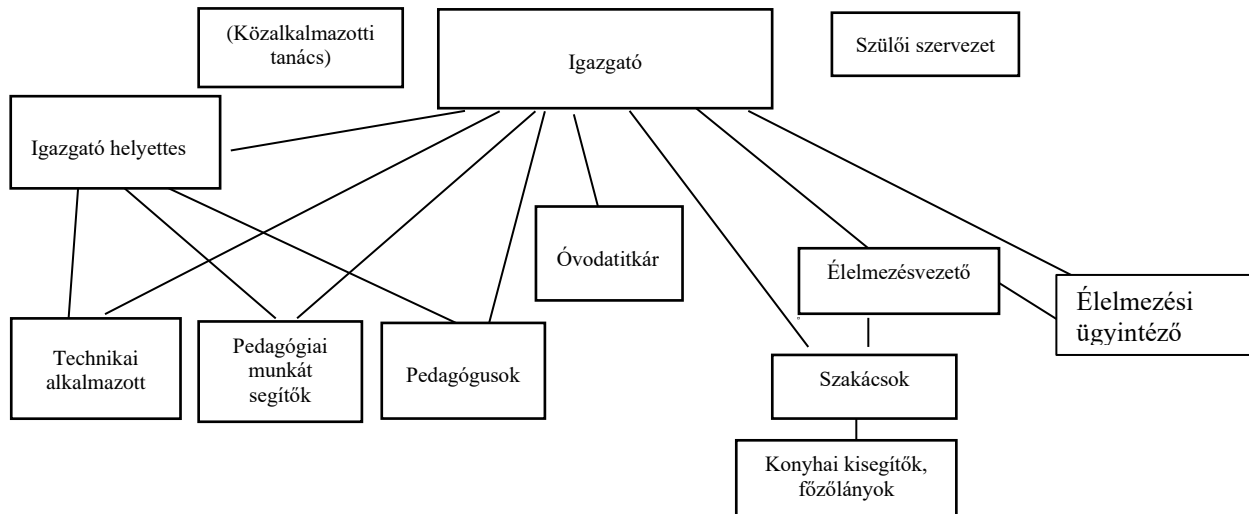 (Közalkalmazotti
tanács)
Igazgató
Szülői szervezet
Igazgató helyettes
Óvodatitkár
Élelmezésvezető
Élelmezési
ügyintéző
Technikai
alkalmazott
Pedagógiai
munkát
segítők
Pedagógusok
Szakácsok
Konyhai kisegítők,
főzőlányok